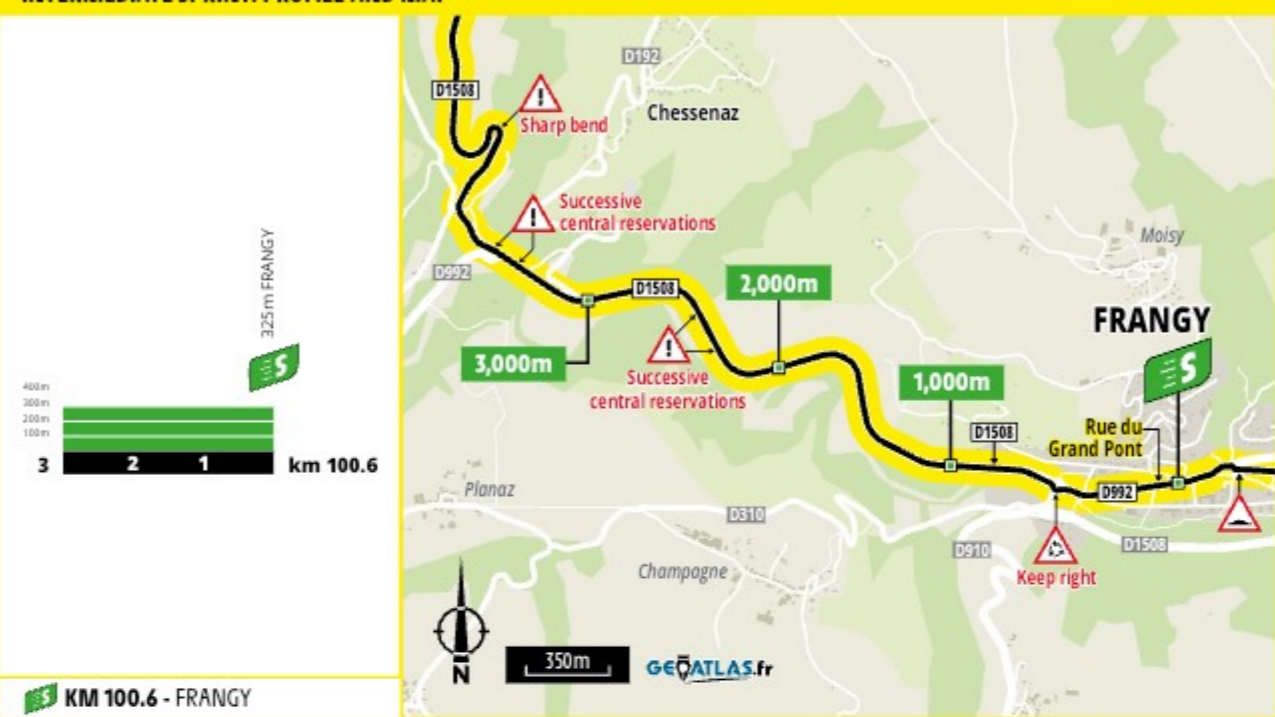 D192
D1508
Chessenaz
Sharp bend
Successive
central reservations
325m FRANGY
Moisy
D992
D1508
2,000m
FRANGY
S
3,000m
Successive
central reservations
1,000m
S
400m
300m
200m
100m
D1508
Rue du
Grand Pont
3 2 1 km 100.6
Planaz
D992
D310
D910
D1508
Champagne
Keep right
350m
GEOATLAS.fr
N
S KM 100.6 - FRANGY